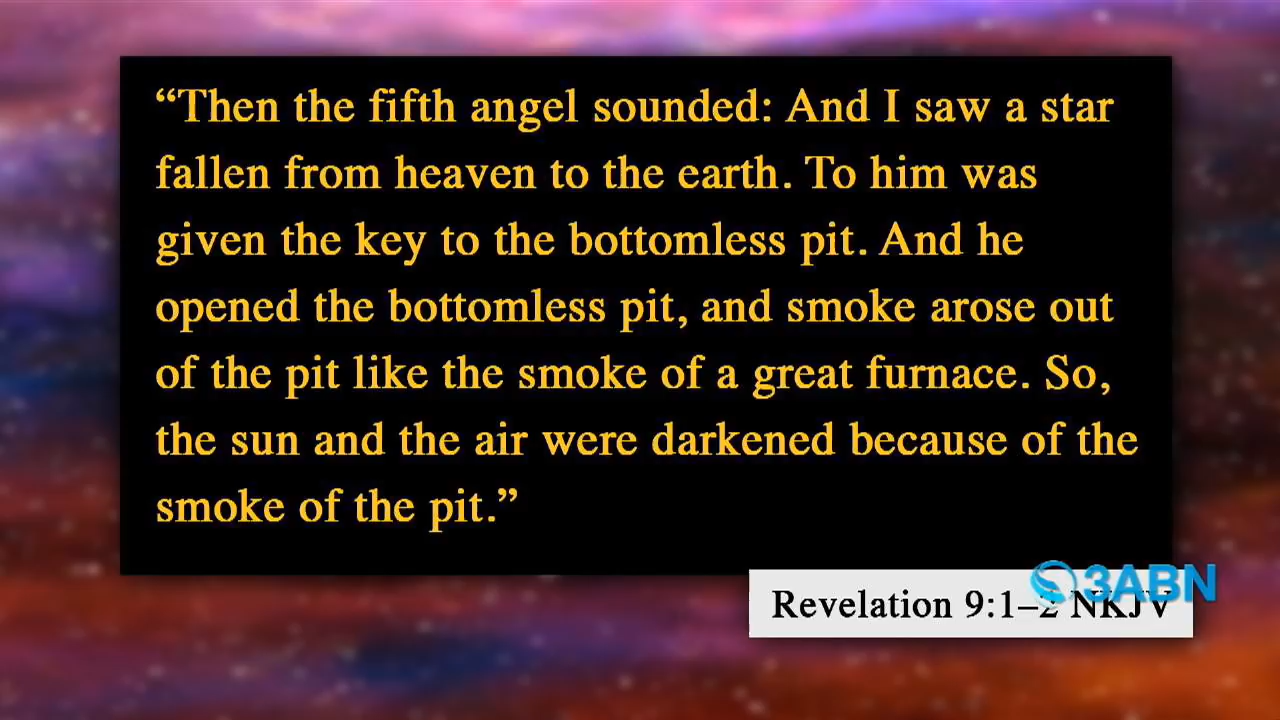 “Then the fifth angel sounded: And I saw a star
fallen from heaven to the earth. To him was
given the key to the bottomless pit. And he
opened the bottomless pit, and smoke arose out
of the pit like the smoke of a great furnace. So,
the sun and the air were darkened because of the
smoke of the pit.”
Revelation 9:1–2 NKJV
3ABN